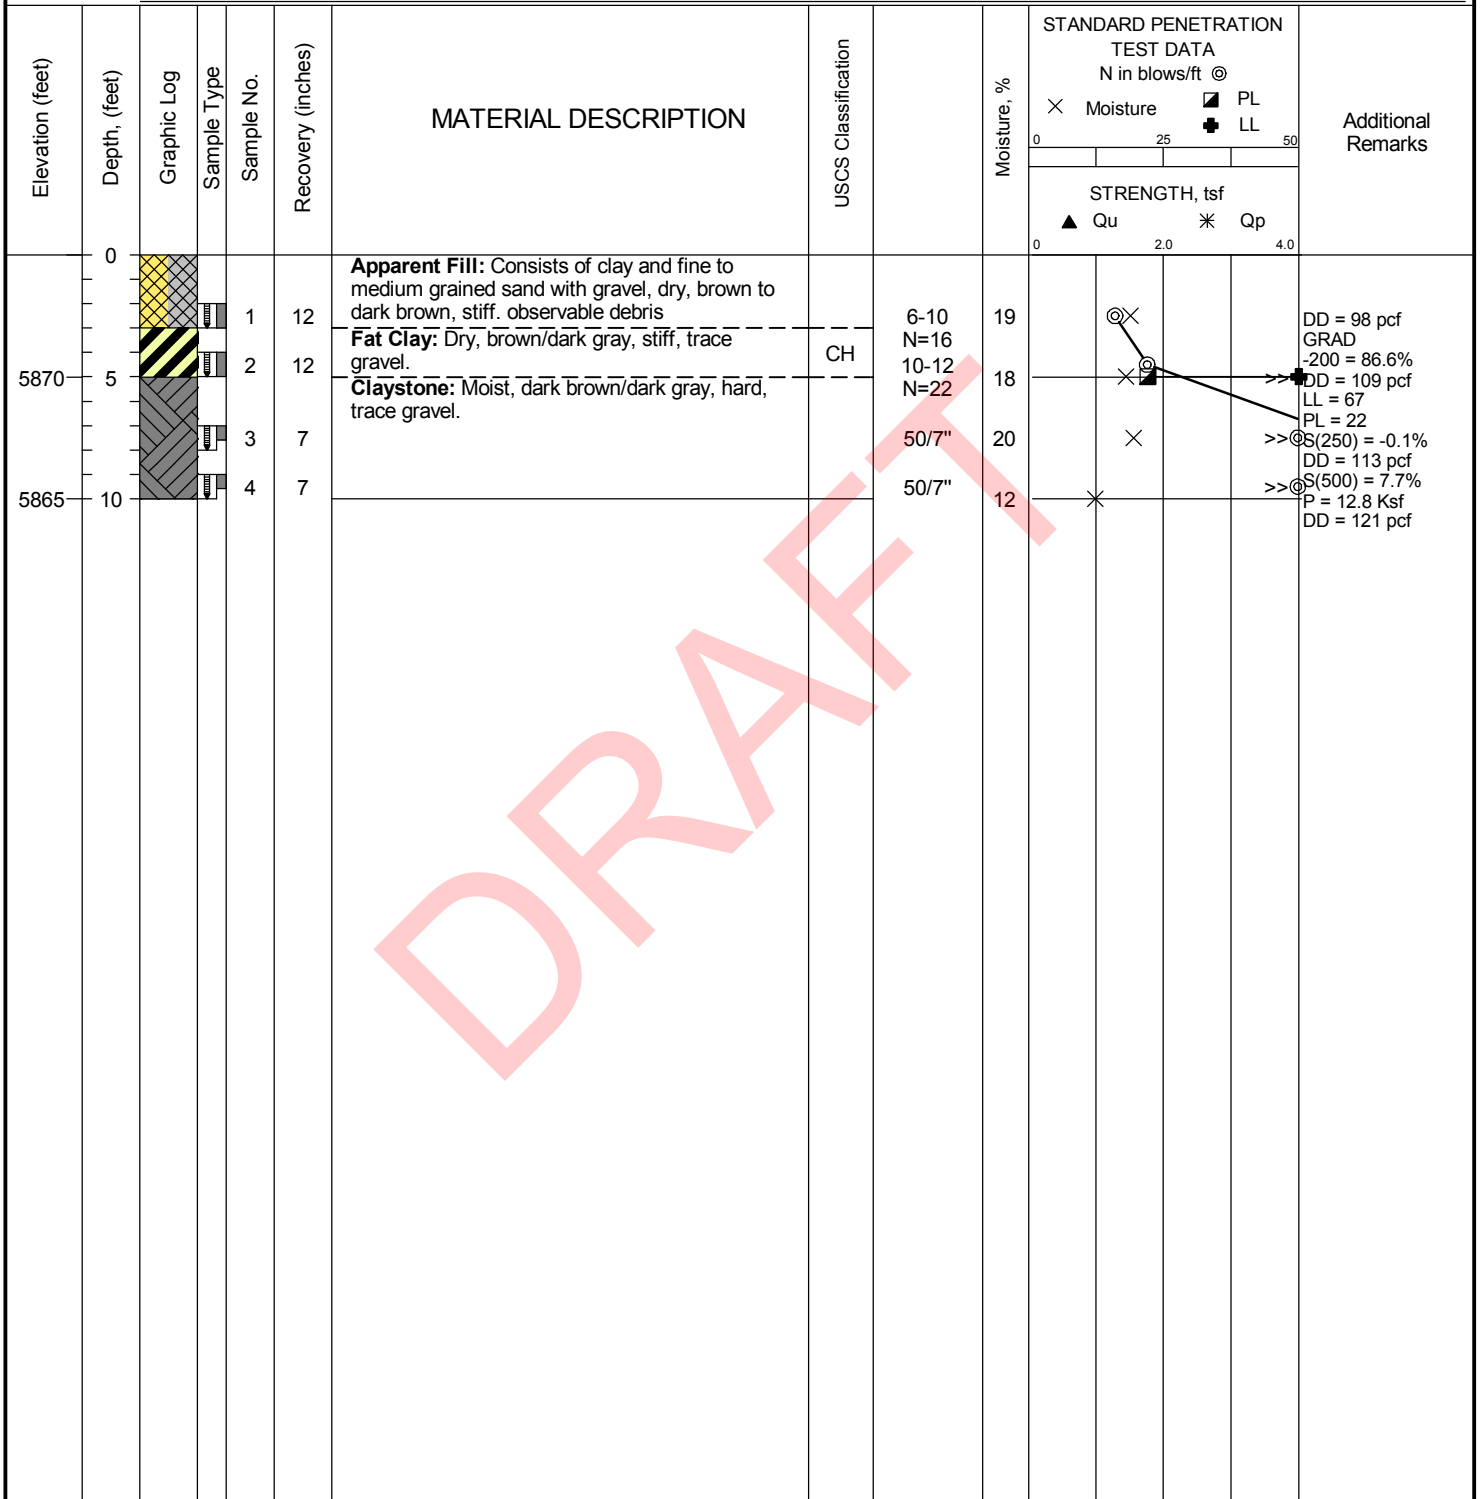 Elevation (feet)
Depth, (feet)
Graphic Log
Sample Type
Sample No.
Recovery (inches)
MATERIAL DESCRIPTION
USCS Classification
Moisture, %
STANDARD PENETRATION
TEST DATA
N in blows/ft
Moisture
PL
LL
0 25 50
STRENGTH, tsf
Qu Qp
0 2.0 4.0
Additional
Remarks
0
Apparent Fill: Consists of clay and fine to
medium grained sand with gravel, dry, brown to
dark brown, stiff. observable debris
1 12 6-10 19
N=16
DD = 98 pcf
GRAD
-200 = 86.6%
Fat Clay: Dry, brown/dark gray, stiff, trace
gravel.
CH
2 12 10-12
N=22
18
5870 5
>>
DD = 109 pcf
LL = 67
PL = 22
Claystone: Moist, dark brown/dark gray, hard,
trace gravel.
3 7 50/7" 20
>>
S(250) = -0.1%
DD = 113 pcf
4 7 50/7"
>>
S(500) = 7.7%
5865 10 12
P = 12.8 Ksf
DD = 121 pcf
DRAFT